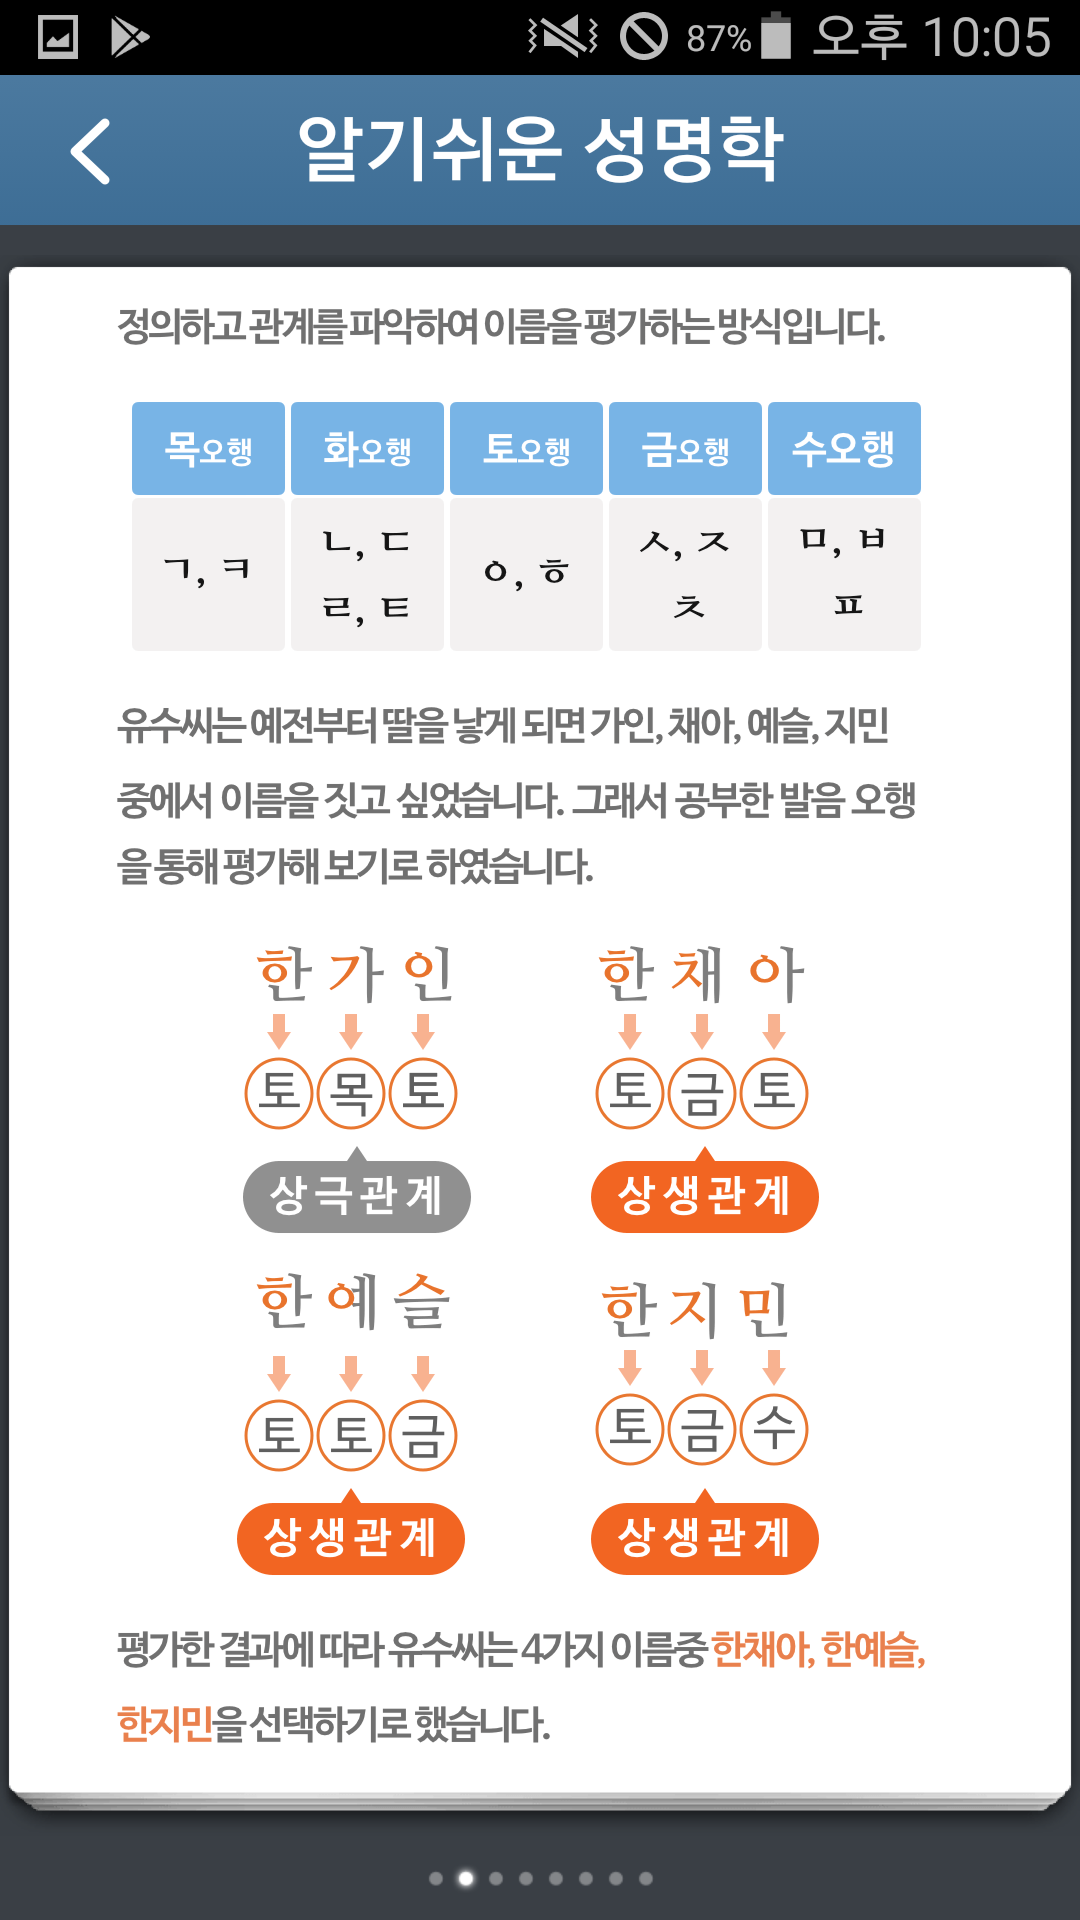 87% 오후 10:05
알기쉬운 성명학
정의하고 관계를 파악하여 이름을 평가하는 방식입니다.
목오행 화오행 토오행 금오행 수오행
ㄱ, ㅋ ㄴ, ㄷ ㄹ, ㅌ ㅇ, ㅎ ㅅ, ㅈ ㅊ ㅁ, ㅂ ㅍ
유수씨는 예전부터 딸을 낳게 되면 가인, 채아, 예슬, 지민
중에서 이름을 짓고 싶었습니다. 그래서 공부한 발음 오행
을 통해 평가해 보기로 하였습니다.
한 가 인 한 채 아
토 목 토 토 금 토
상극관계 상생관계
한 예 슬 한 지 민
토 토 금 토 금 수
상생관계 상생관계
평가한 결과에 따라 유수씨는 4가지 이름중 한채아, 한예슬,
한지민을 선택하기로 했습니다.